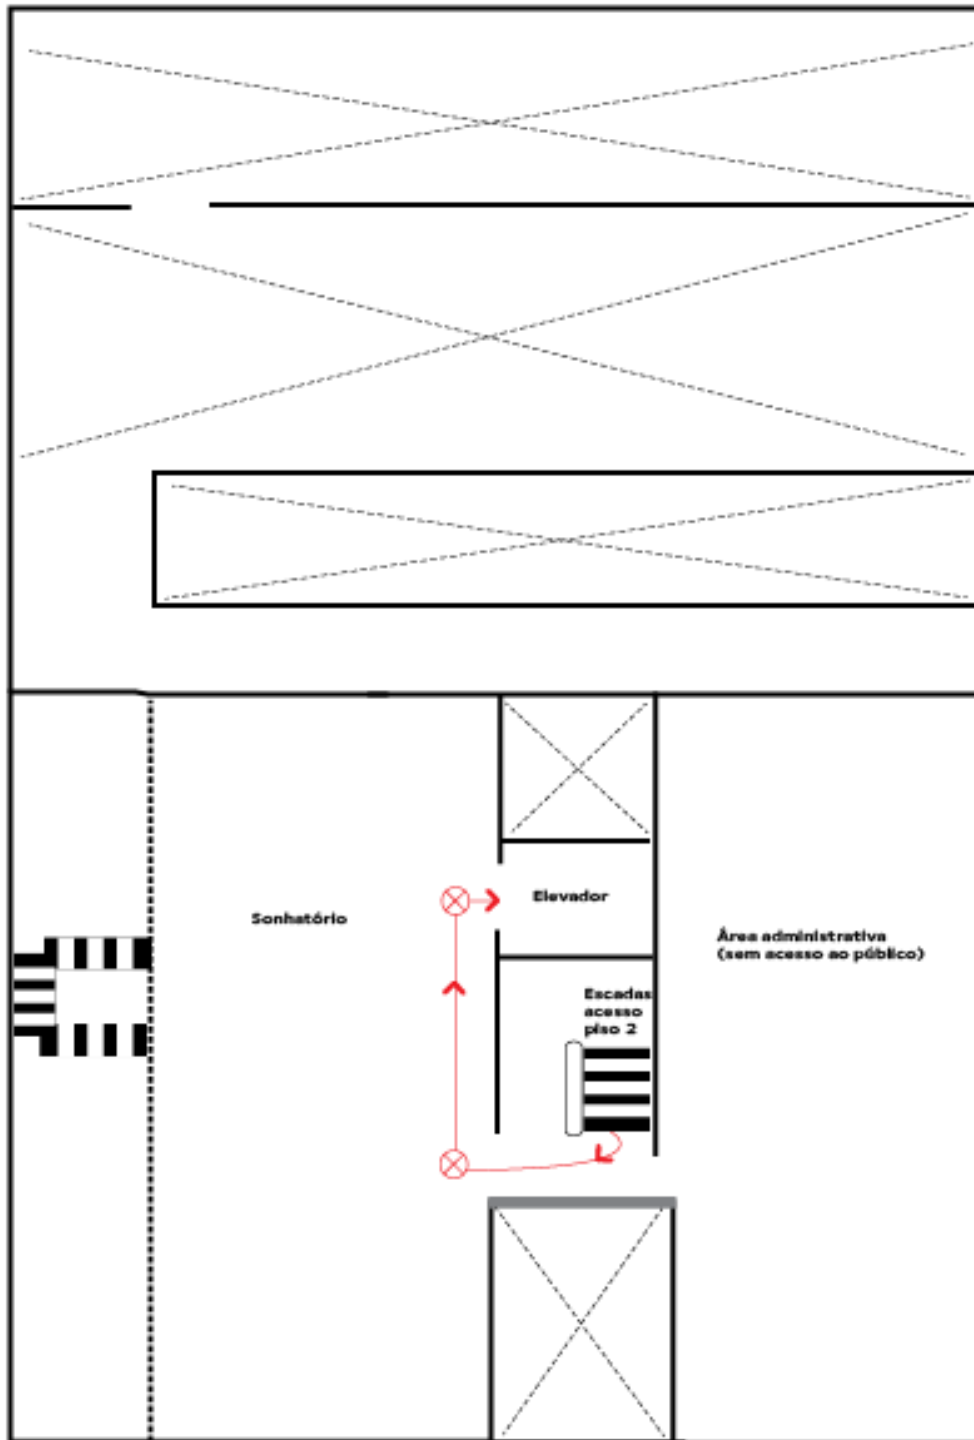 Elevador
Sonhatório
Área administrativa
(sem acesso ao público)
Escadas
acesso
piso 2